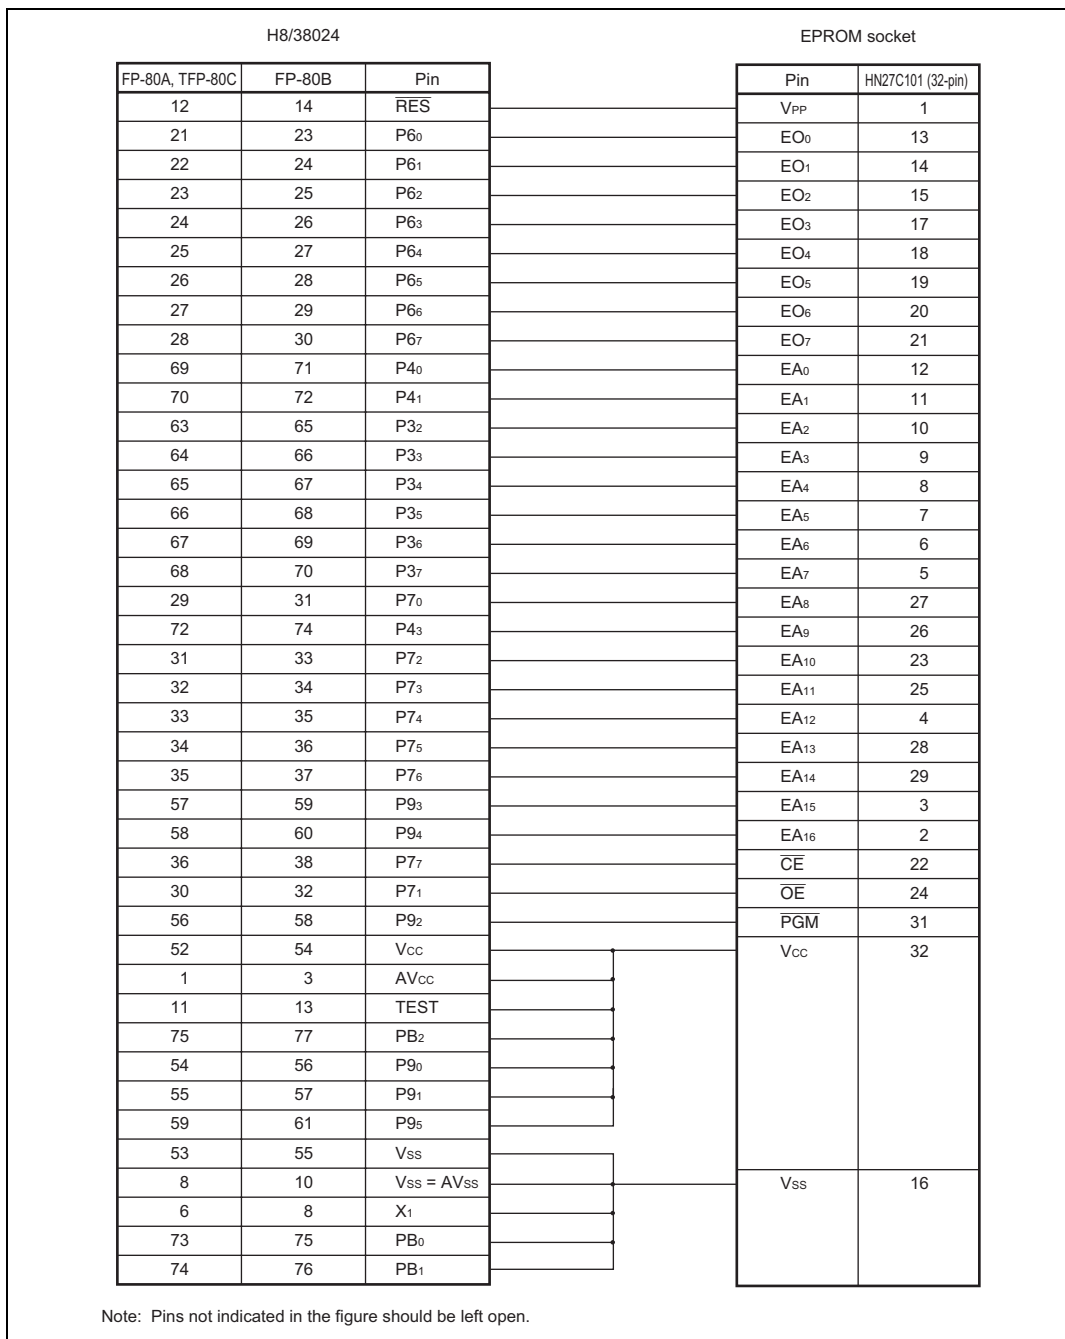 H8/38024 EPROM socket
FP-80A, TFP-80C FP-80B Pin Pin HN27C101 (32-pin)
12 14 R̅E̅S̅ VPP 1
21 23 P60 EO0 13
22 24 P61 EO1 14
23 25 P62 EO2 15
24 26 P63 EO3 17
25 27 P64 EO4 18
26 28 P65 EO5 19
27 29 P66 EO6 20
28 30 P67 EO7 21
69 71 P40 EA0 12
70 72 P41 EA1 11
63 65 P32 EA2 10
64 66 P33 EA3 9
65 67 P34 EA4 8
66 68 P35 EA5 7
67 69 P36 EA6 6
68 70 P37 EA7 5
29 31 P70 EA8 27
72 74 P43 EA9 26
31 33 P72 EA10 23
32 34 P73 EA11 25
33 35 P74 EA12 4
34 36 P75 EA13 28
35 37 P76 EA14 29
57 59 P93 EA15 3
58 60 P94 EA16 2
36 38 P77 C̅E̅ 22
30 32 P71 O̅E̅ 24
56 58 P92 P̅G̅M̅ 31
52 54 VCC VCC 32
1 3 AVCC
11 13 TEST
75 77 PB2
54 56 P90
55 57 P91
59 61 P95
53 55 VSS
8 10 VSS = AVSS VSS 16
6 8 X1
73 75 PB0
74 76 PB1
Note: Pins not indicated in the figure should be left open.